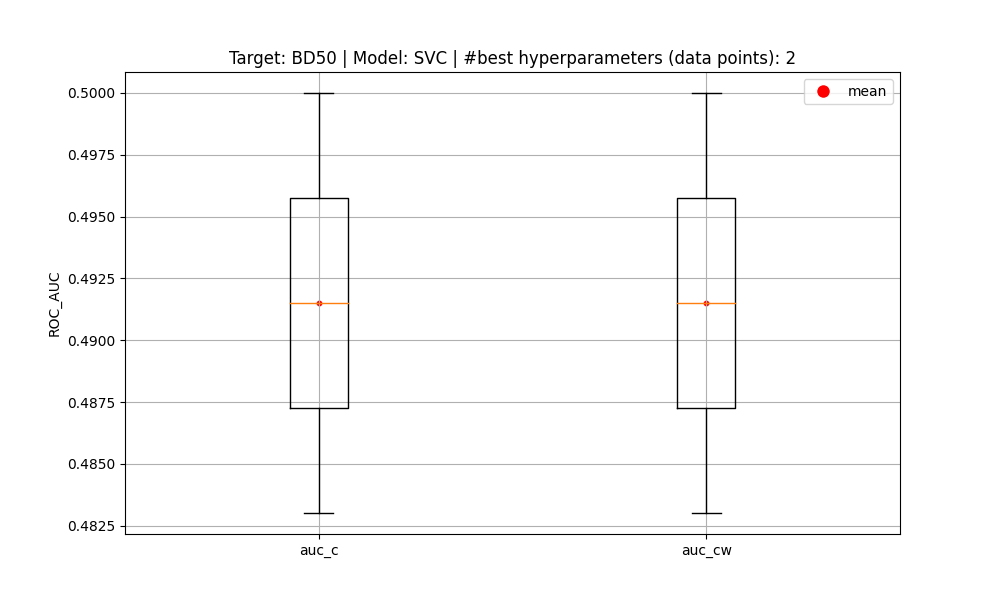 Target: BD50 | Model: SVC | #best hyperparameters (data points): 2
mean
ROC_AUC
0.5000
0.4975
0.4950
0.4925
0.4900
0.4875
0.4850
0.4825
auc_c
auc_cw